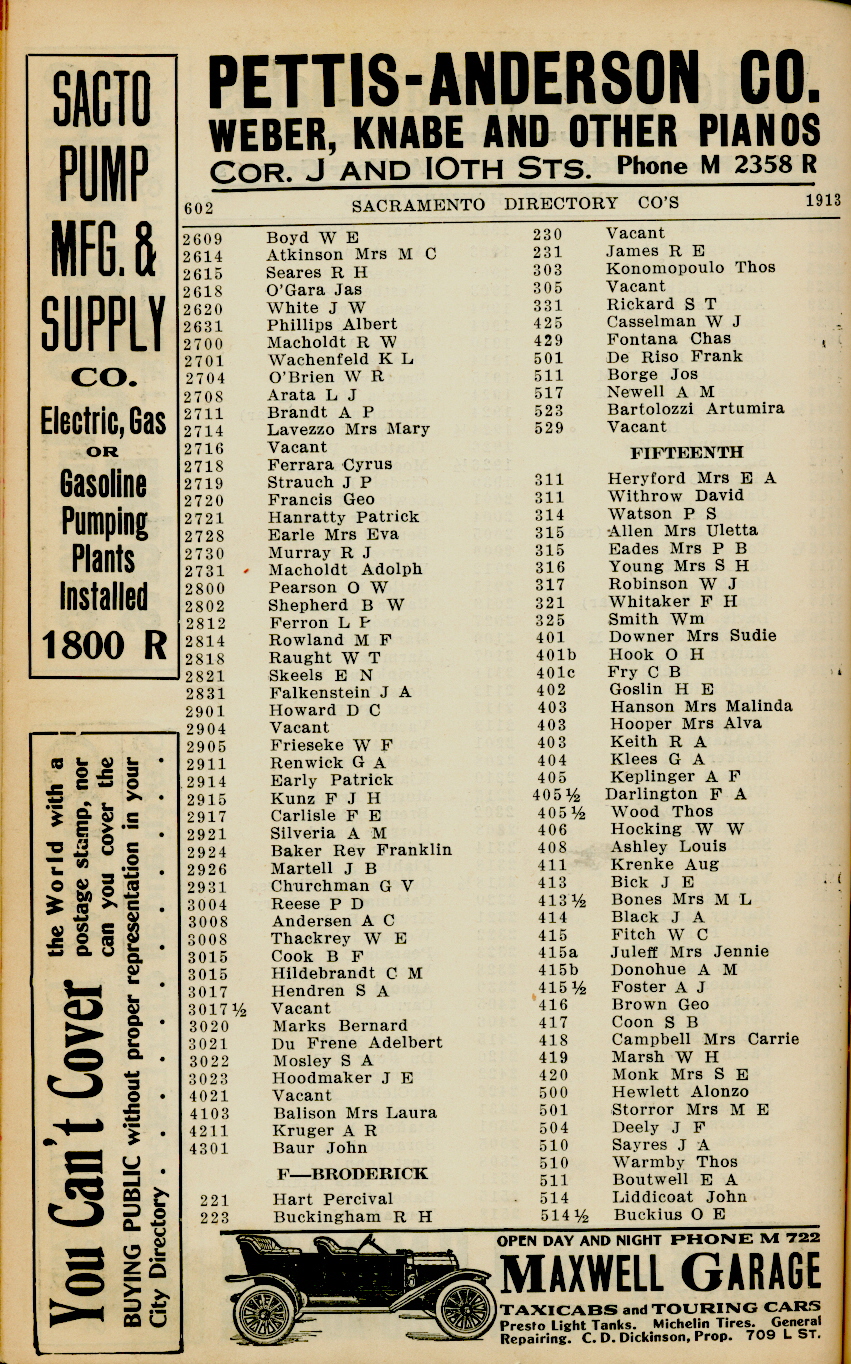 PETTIS-ANDERSON CO.
WEBER, KNABE AND OTHER PIANOS
COR. J AND 10TH STS. Phone M 2358 R
SACTO
PUMP
MFG. &
SUPPLY
CO.
Electric, Gas
OR
Gasoline
Pumping
Plants
Installed
1800 R
You Can't Cover the World with a
postage stamp, nor
can you cover the
BUYING PUBLIC without proper representation in your
City Directory . . . . . . . .
602 SACRAMENTO DIRECTORY CO'S 1913
2609 Boyd W E
2614 Atkinson Mrs M C
2615 Seares R H
2618 O'Gara Jas
2620 White J W
2631 Phillips Albert
2700 Macholdt R W
2701 Wachenfeld K L
2704 O'Brien W R
2708 Arata L J
2711 Brandt A P
2714 Lavezzo Mrs Mary
2716 Vacant
2718 Ferrara Cyrus
2719 Strauch J P
2720 Francis Geo
2721 Hanratty Patrick
2728 Earle Mrs Eva
2730 Murray R J
2731 Macholdt Adolph
2800 Pearson O W
2802 Shepherd B W
2812 Ferron L
2814 Rowland M F
2818 Raught W T
2821 Skeels E N
2831 Falkenstein J A
2901 Howard D C
2904 Vacant
2905 Frieseke W F
2911 Renwick G A
2914 Early Patrick
2915 Kunz F J H
2917 Carlisle F E
2921 Silveria A M
2924 Baker Rev Franklin
2926 Martell J B
2931 Churchman G V
3004 Reese P D
3008 Andersen A C
3008 Thackrey W E
3015 Cook B F
3015 Hildebrandt C M
3017 Hendren S A
3017½ Vacant
3020 Marks Bernard
3021 Du Frene Adelbert
3022 Mosley S A
3023 Hoodmaker J E
4021 Vacant
4103 Balison Mrs Laura
4211 Kruger A R
4301 Baur John
F—BRODERICK
221 Hart Percival
223 Buckingham R H
230 Vacant
231 James R E
303 Konomopoulo Thos
305 Vacant
331 Rickard S T
425 Casselman W J
429 Fontana Chas
501 De Riso Frank
511 Borge Jos
517 Newell A M
523 Bartolozzi Artumira
529 Vacant
FIFTEENTH
311 Heryford Mrs E A
311 Withrow David
314 Watson P S
315 Allen Mrs Uletta
315 Eades Mrs P B
316 Young Mrs S H
317 Robinson W J
321 Whitaker F H
325 Smith Wm
401 Downer Mrs Sudie
401b Hook O H
401c Fry C B
402 Goslin H E
403 Hanson Mrs Malinda
403 Hooper Mrs Alva
403 Keith R A
404 Klees G A
405 Keplinger A F
405½ Darlington F A
405½ Wood Thos
406 Hocking W W
408 Ashley Louis
411 Krenke Aug
413 Bick J E
413½ Bones Mrs M L
414 Black J A
415 Fitch W C
415a Juleff Mrs Jennie
415b Donohue A M
415½ Foster A J
416 Brown Geo
417 Coon S B
418 Campbell Mrs Carrie
419 Marsh W H
420 Monk Mrs S E
500 Hewlett Alonzo
501 Storror Mrs M E
504 Deely J F
510 Sayres J A
510 Warmby Thos
511 Boutwell E A
514 Liddicoat John
514½ Buckius O E
OPEN DAY AND NIGHT PHONE M 722
MAXWELL GARAGE
TAXICABS and TOURING CARS
Presto Light Tanks. Michelin Tires. General
Repairing. C. D. Dickinson, Prop. 709 L ST.